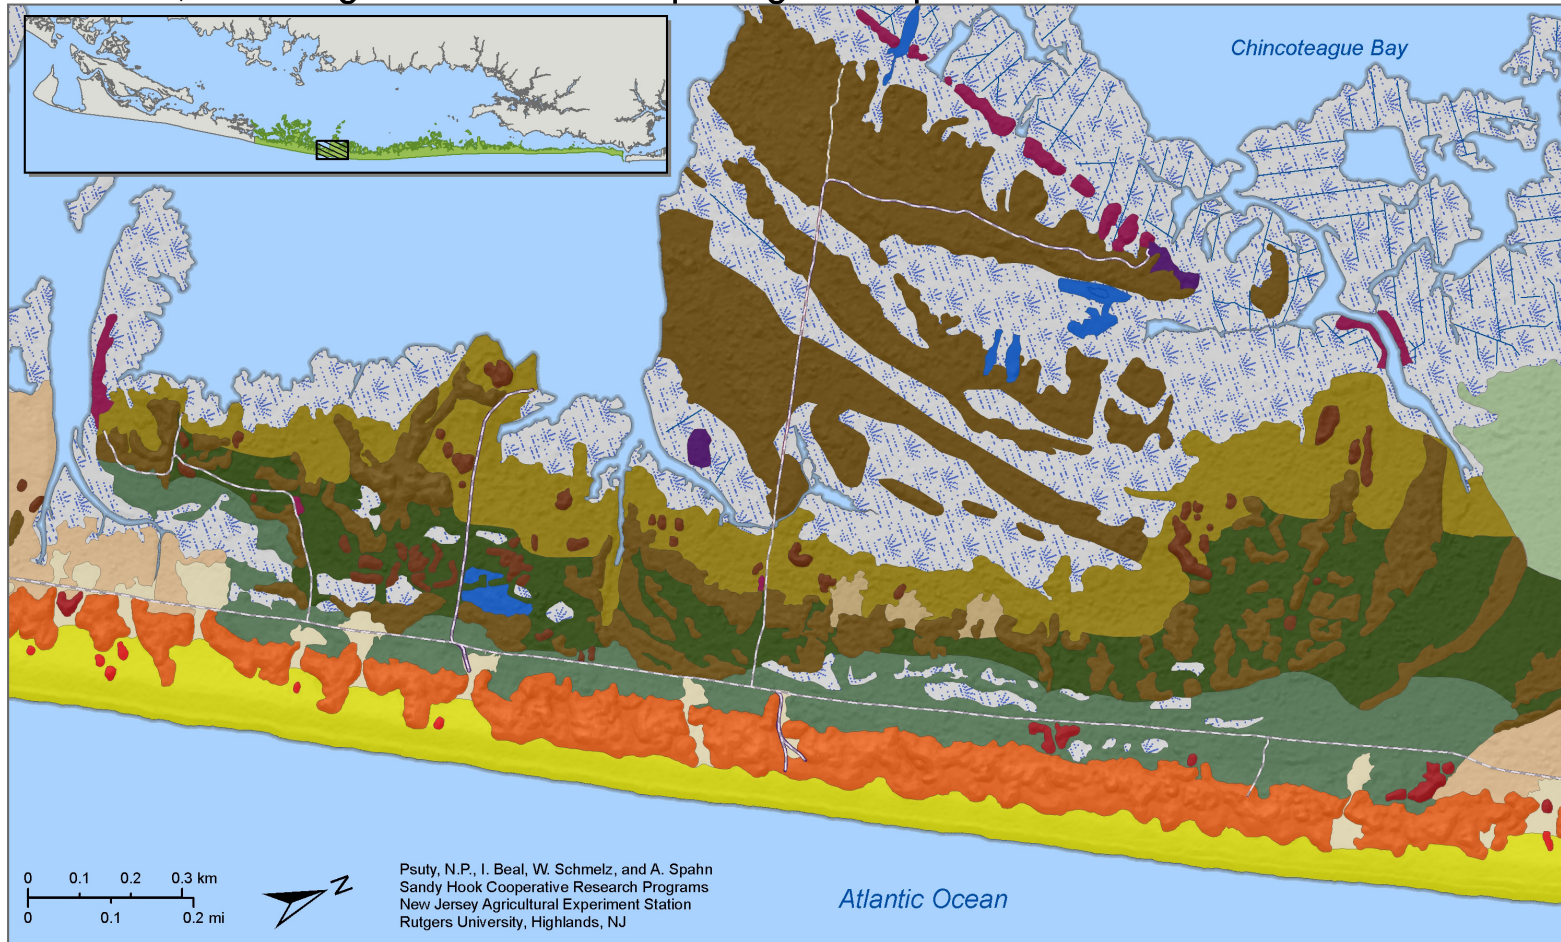 Chincoteague Bay
0 0.1 0.2 0.3 km
0 0.1 0.2 mi
N
Psuty, N.P., I. Beal, W. Schmelz, and A. Spahn
Sandy Hook Cooperative Research Programs
New Jersey Agricultural Experiment Station
Rutgers University, Highlands, NJ
Atlantic Ocean